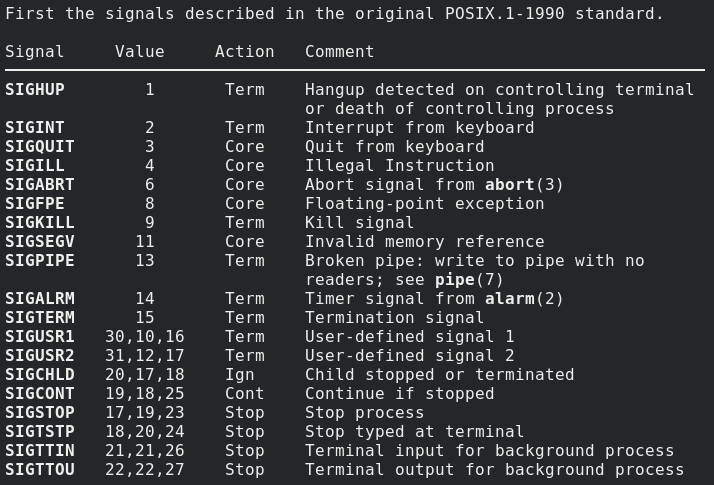 First the signals described in the original POSIX.1-1990 standard.
Signal     Value     Action   Comment
SIGHUP        1       Term    Hangup detected on controlling terminal
                              or death of controlling process
SIGINT        2       Term    Interrupt from keyboard
SIGQUIT       3       Core    Quit from keyboard
SIGILL        4       Core    Illegal Instruction
SIGABRT       6       Core    Abort signal from abort(3)
SIGFPE        8       Core    Floating-point exception
SIGKILL       9       Term    Kill signal
SIGSEGV      11       Core    Invalid memory reference
SIGPIPE      13       Term    Broken pipe: write to pipe with no
                              readers; see pipe(7)
SIGALRM      14       Term    Timer signal from alarm(2)
SIGTERM      15       Term    Termination signal
SIGUSR1   30,10,16    Term    User-defined signal 1
SIGUSR2   31,12,17    Term    User-defined signal 2
SIGCHLD   20,17,18    Ign     Child stopped or terminated
SIGCONT   19,18,25    Cont    Continue if stopped
SIGSTOP   17,19,23    Stop    Stop process
SIGTSTP   18,20,24    Stop    Stop typed at terminal
SIGTTIN   21,21,26    Stop    Terminal input for background process
SIGTTOU   22,22,27    Stop    Terminal output for background process